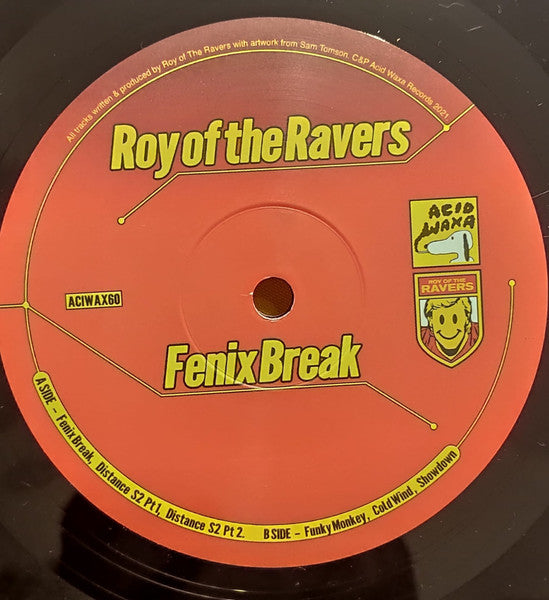 All tracks written & produced by Roy of The Ravers with artwork from Sam Tomson. C&P Acid Waxa Records 2021
Roy of the Ravers
ACID
WAXA
ROY OF THE
RAVERS
ACIWAX60
Fenix Break
A SIDE - Fenix Break, Distance S2 Pt 1, Distance S2 Pt 2. B SIDE - Funky Monkey, Cold Wind, Showdown